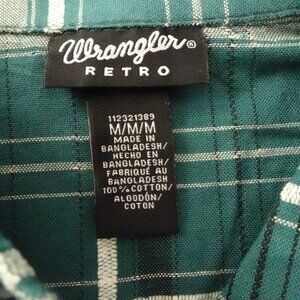 Wrangler®
RETRO
112321389
M/M/M
MADE IN
BANGLADESH/
HECHO EN
BANGLADESH/
FABRIQUÉ AU
BANGLADESH
100% COTTON/
ALGODÓN/
COTON